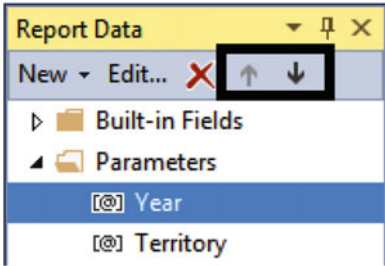 Report Data
New Edit...
Built-in Fields
Parameters
[@] Year
[@] Territory